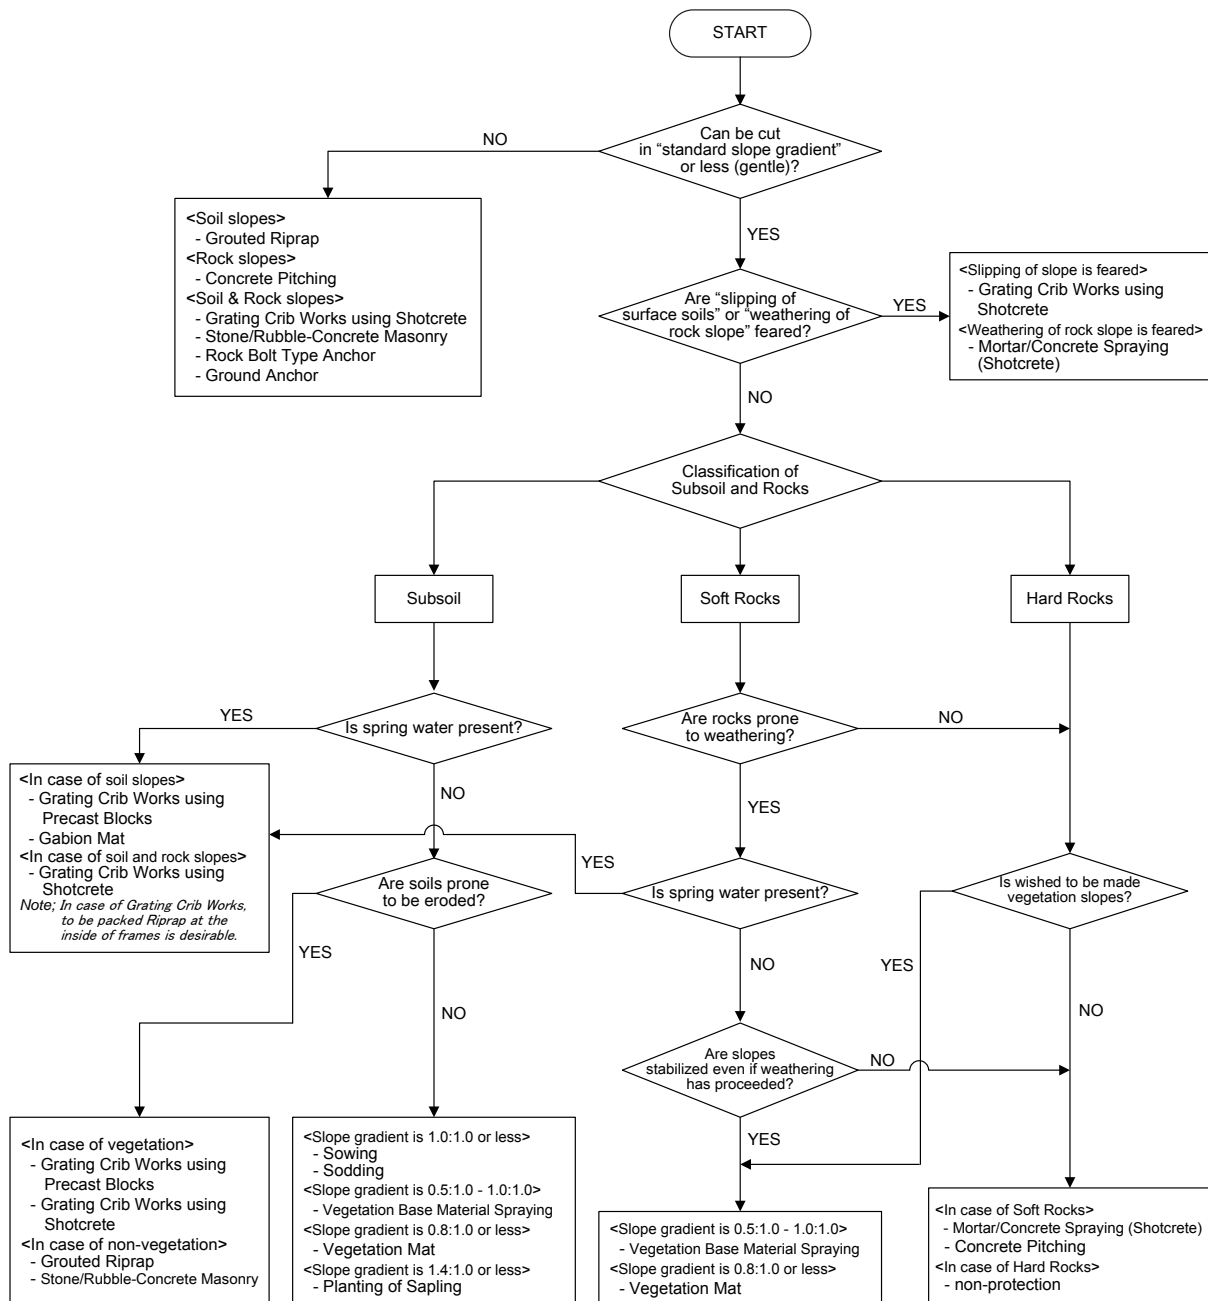 START
Can be cut
in “standard slope gradient”
or less (gentle)?
NO
YES
<Soil slopes>
- Grouted Riprap
<Rock slopes>
- Concrete Pitching
<Soil & Rock slopes>
- Grating Crib Works using Shotcrete
- Stone/Rubble-Concrete Masonry
- Rock Bolt Type Anchor
- Ground Anchor
Are “slipping of
surface soils” or “weathering of
rock slope” feared?
YES
NO
<Slipping of slope is feared>
- Grating Crib Works using
Shotcrete
<Weathering of rock slope is feared>
- Mortar/Concrete Spraying
(Shotcrete)
Classification of
Subsoil and Rocks
Subsoil
Soft Rocks
Hard Rocks
Is spring water present?
YES
NO
Are rocks prone
to weathering?
NO
YES
<In case of soil slopes>
- Grating Crib Works using
Precast Blocks
- Gabion Mat
<In case of soil and rock slopes>
- Grating Crib Works using
Shotcrete
Note; In case of Grating Crib Works,
to be packed Riprap at the
inside of frames is desirable.
Are soils prone
to be eroded?
YES
NO
Is spring water present?
YES
NO
Is wished to be made
vegetation slopes?
YES
NO
Are slopes
stabilized even if weathering
has proceeded?
NO
YES
<In case of vegetation>
- Grating Crib Works using
Precast Blocks
- Grating Crib Works using
Shotcrete
<In case of non-vegetation>
- Grouted Riprap
- Stone/Rubble-Concrete Masonry
<Slope gradient is 1.0:1.0 or less>
- Sowing
- Sodding
<Slope gradient is 0.5:1.0 - 1.0:1.0>
- Vegetation Base Material Spraying
<Slope gradient is 0.8:1.0 or less>
- Vegetation Mat
<Slope gradient is 1.4:1.0 or less>
- Planting of Sapling
<Slope gradient is 0.5:1.0 - 1.0:1.0>
- Vegetation Base Material Spraying
<Slope gradient is 0.8:1.0 or less>
- Vegetation Mat
<In case of Soft Rocks>
- Mortar/Concrete Spraying (Shotcrete)
- Concrete Pitching
<In case of Hard Rocks>
- non-protection